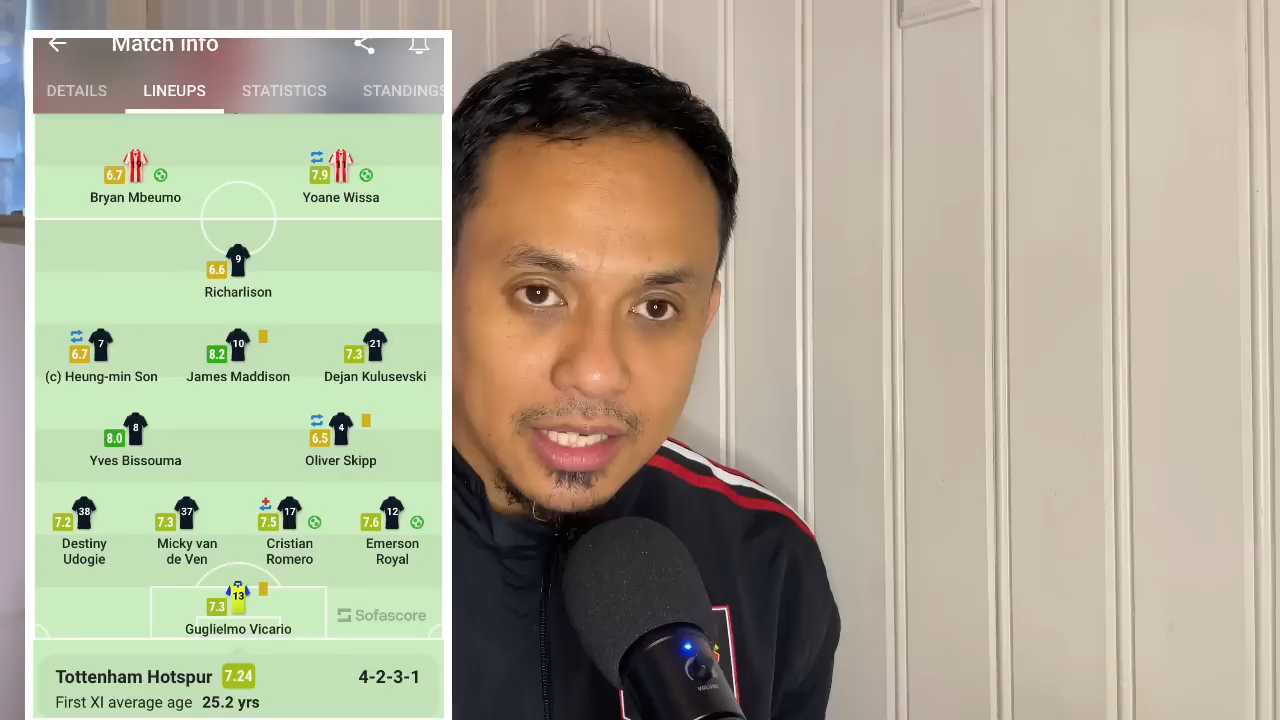 Match info
DETAILS LINEUPS STATISTICS STANDINGS
19 11
6.7 7.9
Bryan Mbeumo Yoane Wissa
9
6.6
Richarlison
7 10 21
6.7 8.2 7.3
(c) Heung-min Son James Maddison Dejan Kulusevski
8 4
8.0 6.5
Yves Bissouma Oliver Skipp
38 37 17 12
7.2 7.3 7.5 7.6
Destiny Micky van Cristian Emerson
Udogie de Ven Romero Royal
13
7.3
Sofascore
Guglielmo Vicario
Tottenham Hotspur 7.24 4-2-3-1
First XI average age 25.2 yrs
VOLUME